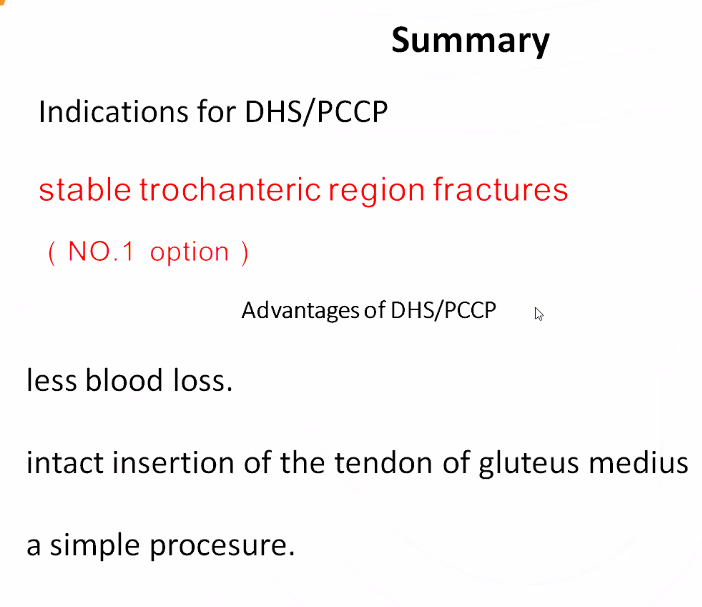 Summary
Indications for DHS/PCCP
stable trochanteric region fractures
( NO.1 option )
Advantages of DHS/PCCP
less blood loss.
intact insertion of the tendon of gluteus medius
a simple procesure.